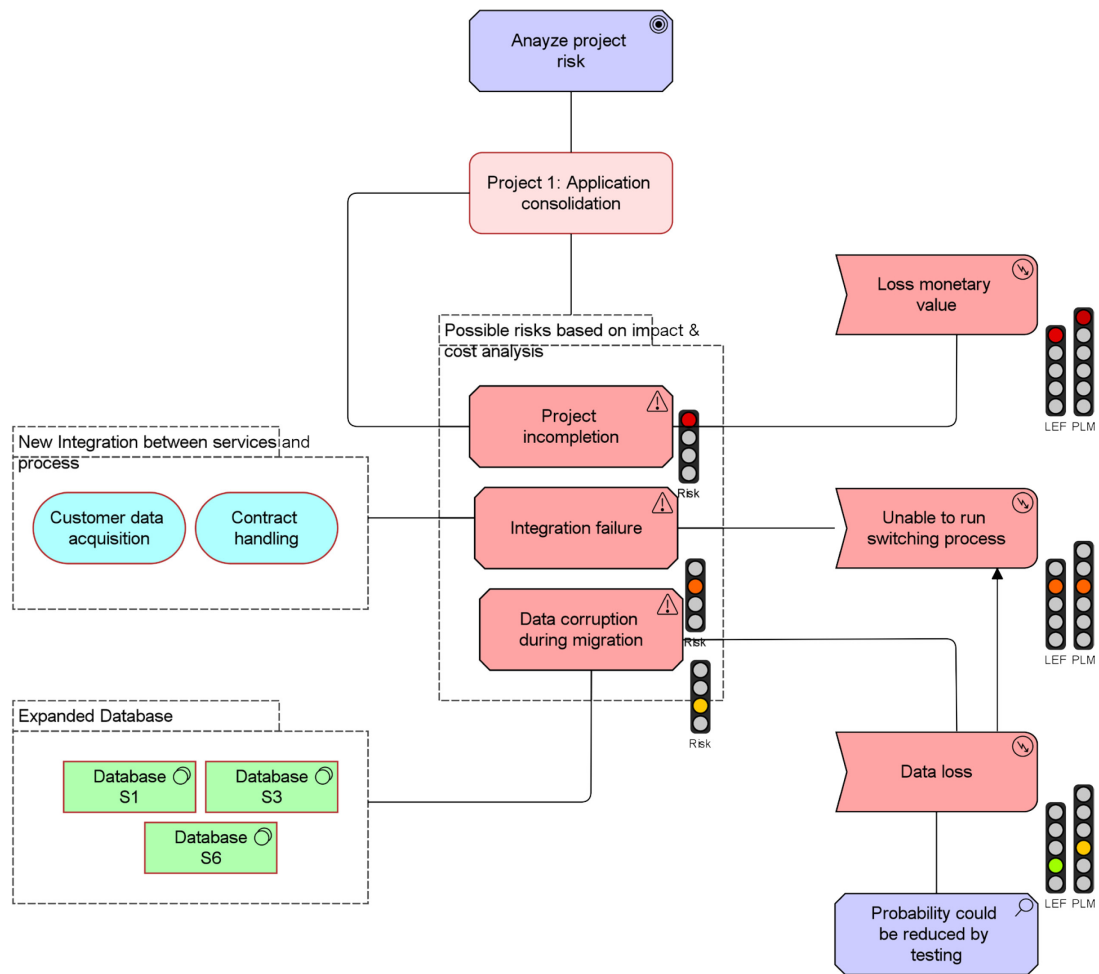 Anayze project
risk
Project 1: Application
consolidation
Loss monetary
value
LEF PLM
Possible risks based on impact &
cost analysis
Project
incompletion
Risk
New Integration between services and
process
Customer data
acquisition
Contract
handling
Integration failure
Risk
Unable to run
switching process
LEF PLM
Data corruption
during migration
Risk
Expanded Database
Database
S1
Database
S3
Database
S6
Data loss
LEF PLM
Probability could
be reduced by
testing